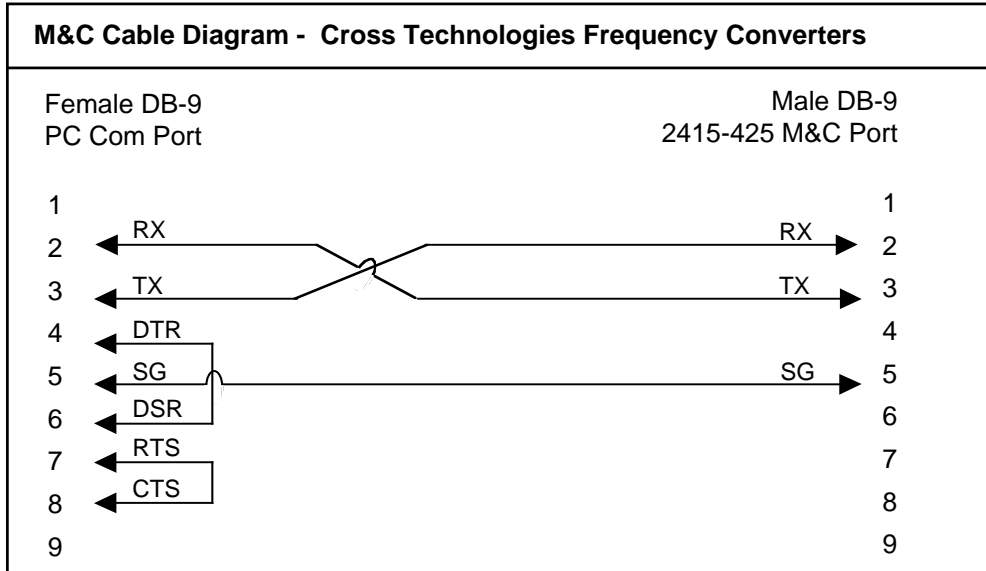 M&C Cable Diagram - Cross Technologies Frequency Converters
Female DB-9
PC Com Port
Male DB-9
2415-425 M&C Port
1 1
2 RX RX 2
3 TX TX 3
4 DTR 4
5 SG SG 5
6 DSR 6
7 RTS 7
8 CTS 8
9 9